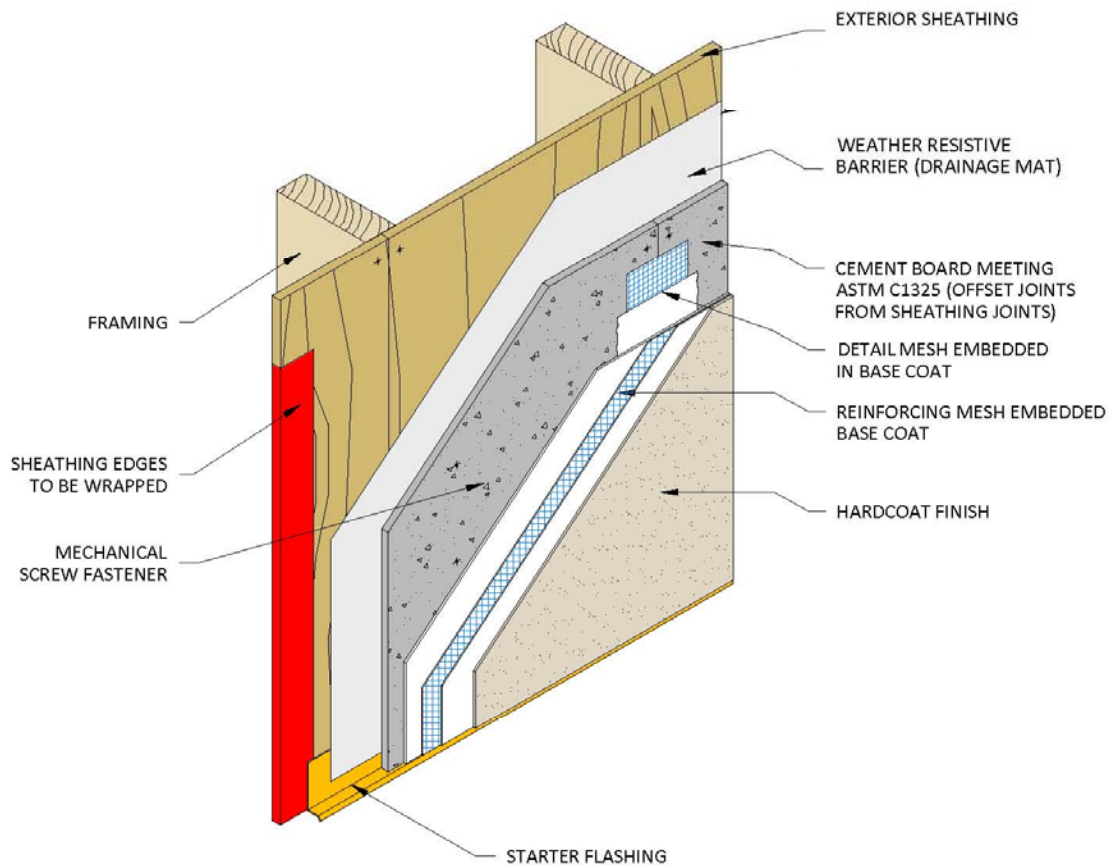 EXTERIOR SHEATHING
WEATHER RESISTIVE
BARRIER (DRAINAGE MAT)
CEMENT BOARD MEETING
ASTM C1325 (OFFSET JOINTS
FROM SHEATHING JOINTS)
DETAIL MESH EMBEDDED
IN BASE COAT
REINFORCING MESH EMBEDDED
BASE COAT
HARDCOAT FINISH
FRAMING
SHEATHING EDGES
TO BE WRAPPED
MECHANICAL
SCREW FASTENER
STARTER FLASHING